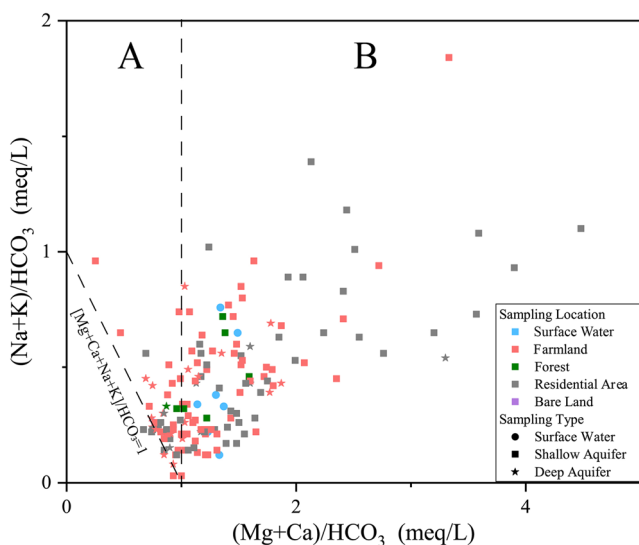 A
B
2
1
0
(Na+K)/HCO₃ (meq/L)
[Mg+Ca+Na+K]/HCO₃=1
Sampling Location
Surface Water
Farmland
Forest
Residential Area
Bare Land
Sampling Type
Surface Water
Shallow Aquifer
Deep Aquifer
0
2
4
(Mg+Ca)/HCO₃ (meq/L)